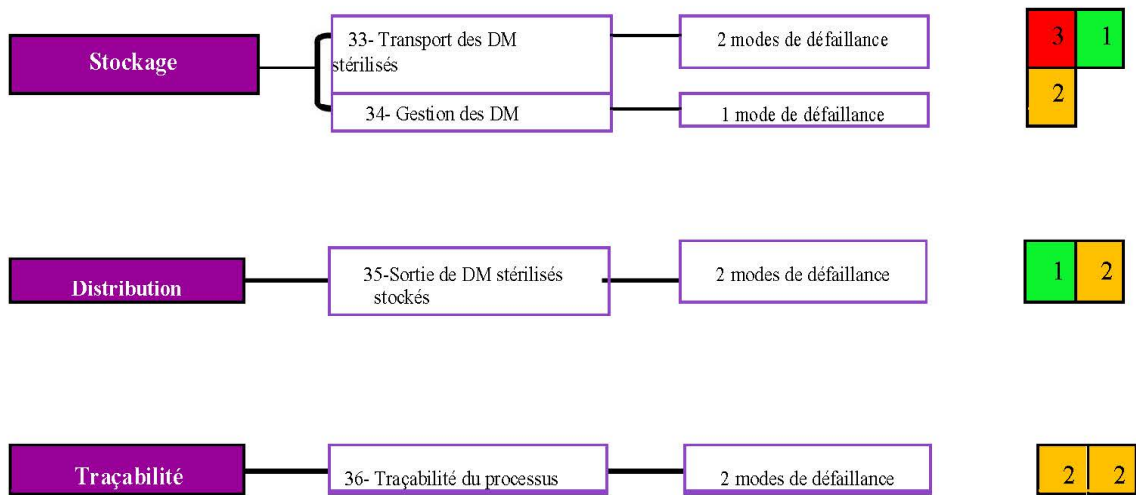 Stockage
33- Transport des DM
stérilisés
2 modes de défaillance
3 1
34- Gestion des DM
1 mode de défaillance
2
Distribution
35-Sortie de DM stérilisés
stockés
2 modes de défaillance
1 2
Traçabilité
36- Traçabilité du processus
2 modes de défaillance
2 2